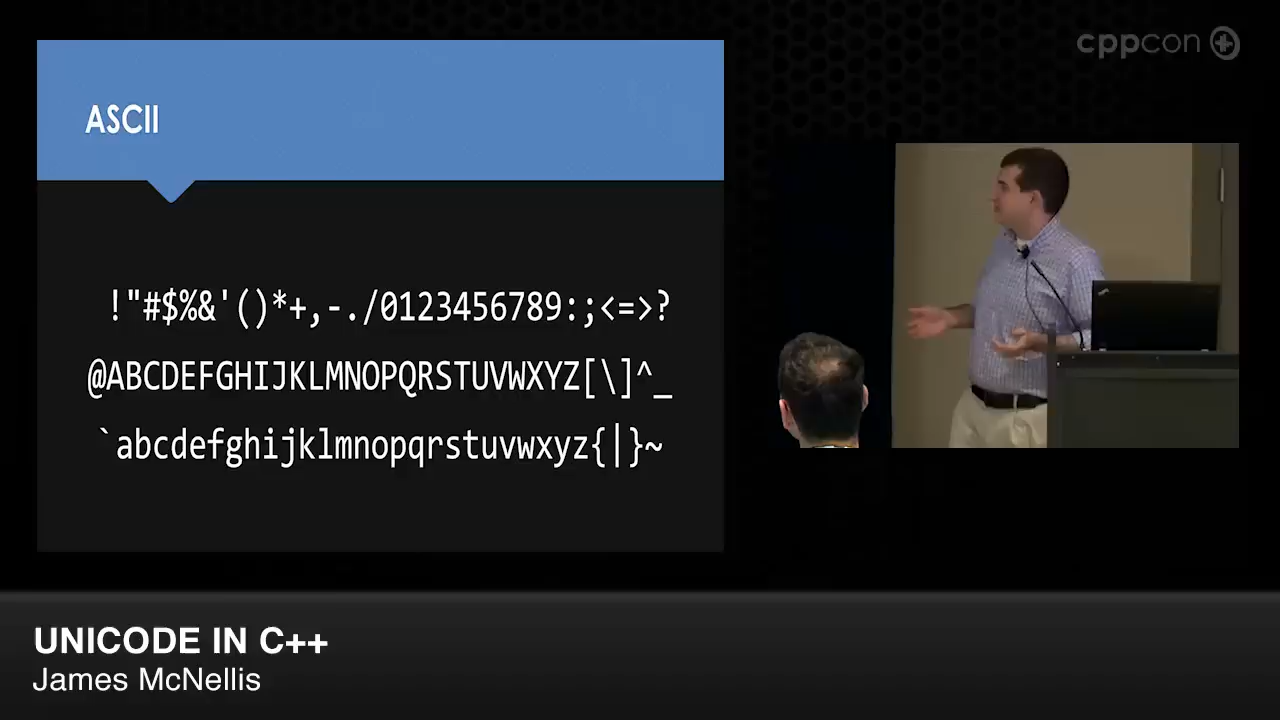 cppcon
ASCII
!"#$%&'()*+,-./0123456789:;<=>?
@ABCDEFGHIJKLMNOPQRSTUVWXYZ[\]^_
`abcdefghijklmnopqrstuvwxyz{|}~
UNICODE IN C++
James McNellis